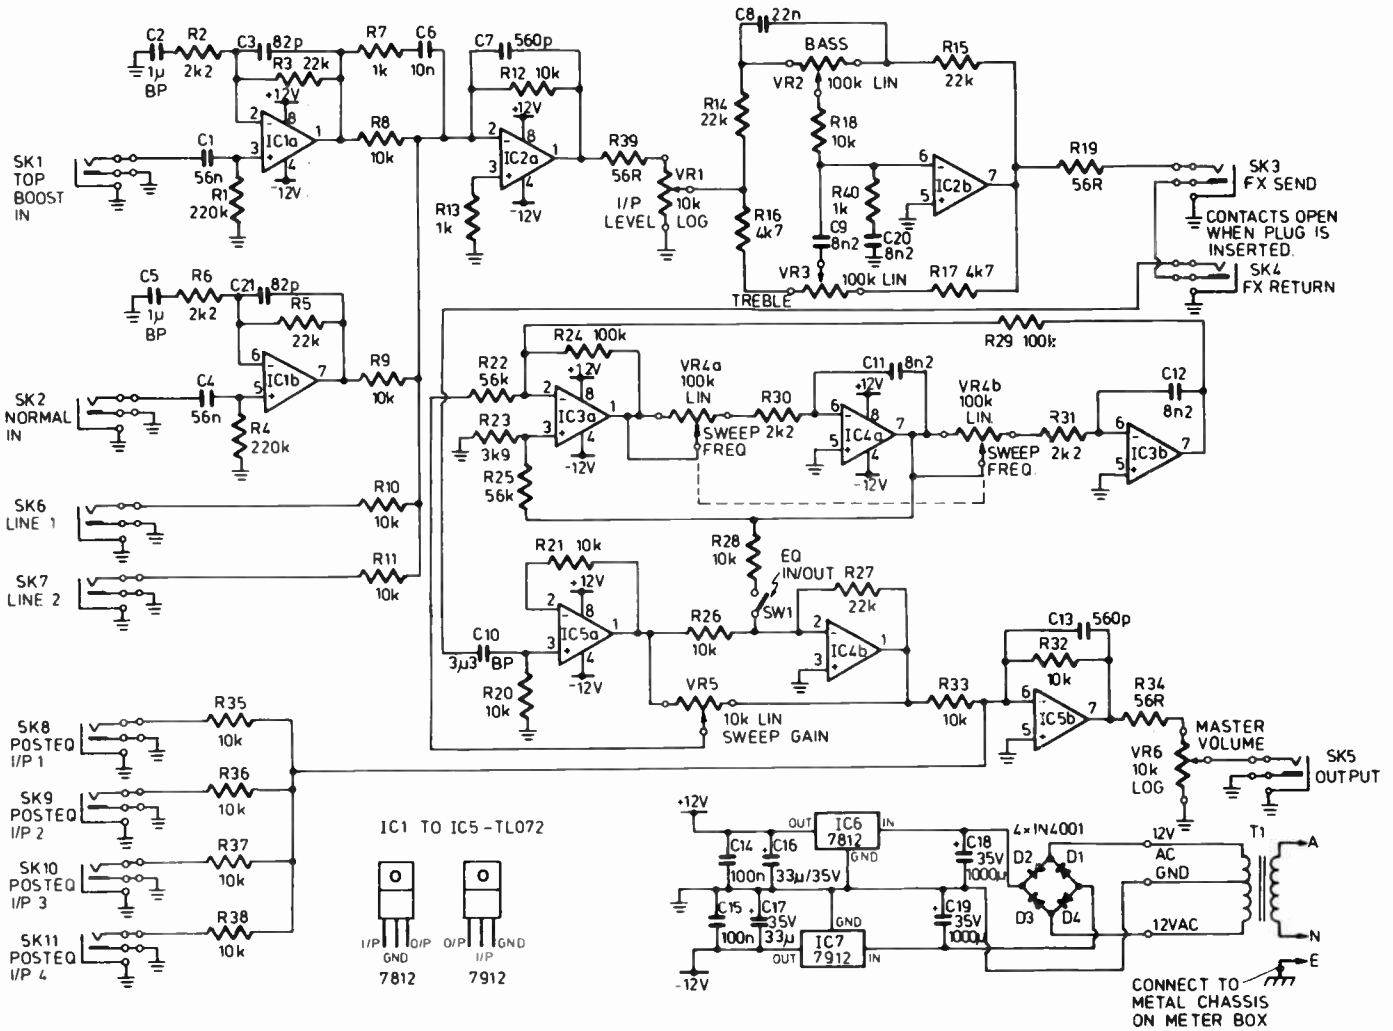 C2
1µ
BP
R2
2k2
C3
82p
R3 22k
+12V
2
8
IC1a
1
3
4
-12V
R7
1k
C6
10n
R8
10k
SK1
TOP
BOOST
IN
C1
56n
R1
220k
C7
560p
R12 10k
+12V
2
8
IC2a
1
3
4
-12V
R13
1k
R39
56R
VR1
10k
LOG
I/P
LEVEL
C8
22n
BASS
VR2
100k LIN
R15
22k
R14
22k
R18
10k
R16
4k7
R40
1k
C9
8n2
C20
8n2
6
IC2b
7
5
VR3
100k LIN
TREBLE
R17 4k7
R19
56R
SK3
FX SEND
CONTACTS OPEN
WHEN PLUG IS
INSERTED.
SK4
FX RETURN
C5
1µ
BP
R6
2k2
C21
82p
R5
22k
6
IC1b
7
5
R9
10k
SK2
NORMAL
IN
C4
56n
R4
220k
SK6
LINE 1
R10
10k
SK7
LINE 2
R11
10k
R22
56k
R24 100k
+12V
2
8
IC3a
1
3
4
-12V
R23
3k9
R25
56k
VR4a
100k
LIN
SWEEP
FREQ
R30
2k2
C11
8n2
+12V
6
8
IC4a
7
5
4
-12V
VR4b
100k
LIN
SWEEP
FREQ
R29 100k
R31
2k2
C12
8n2
6
IC3b
7
5
R21 10k
+12V
2
8
IC5a
1
3
4
-12V
C10
3µ3
BP
R20
10k
R28
10k
EQ
IN/OUT
SW1
R26
10k
R27
22k
2
IC4b
1
3
VR5
10k LIN
SWEEP GAIN
R33
10k
C13
560p
R32
10k
6
IC5b
7
5
R34
56R
MASTER
VOLUME
VR6
10k
LOG
SK5
OUTPUT
SK8
POSTEQ
I/P 1
R35
10k
SK9
POSTEQ
I/P 2
R36
10k
SK10
POSTEQ
I/P 3
R37
10k
SK11
POSTEQ
I/P 4
R38
10k
IC1 TO IC5-TL072
I/P
GND
O/P
7812
O/P
I/P
GND
7912
+12V
OUT
IC6
7812
IN
GND
C14
100n
C16
33µ/35V
C18
35V
1000µ
C15
100n
C17
35V
33µ
C19
35V
1000µ
GND
IC7
7912
OUT
IN
-12V
4×IN4001
D2
D1
D3
D4
12V
AC
GND
12VAC
T1
A
N
E
CONNECT TO
METAL CHASSIS
ON METER BOX